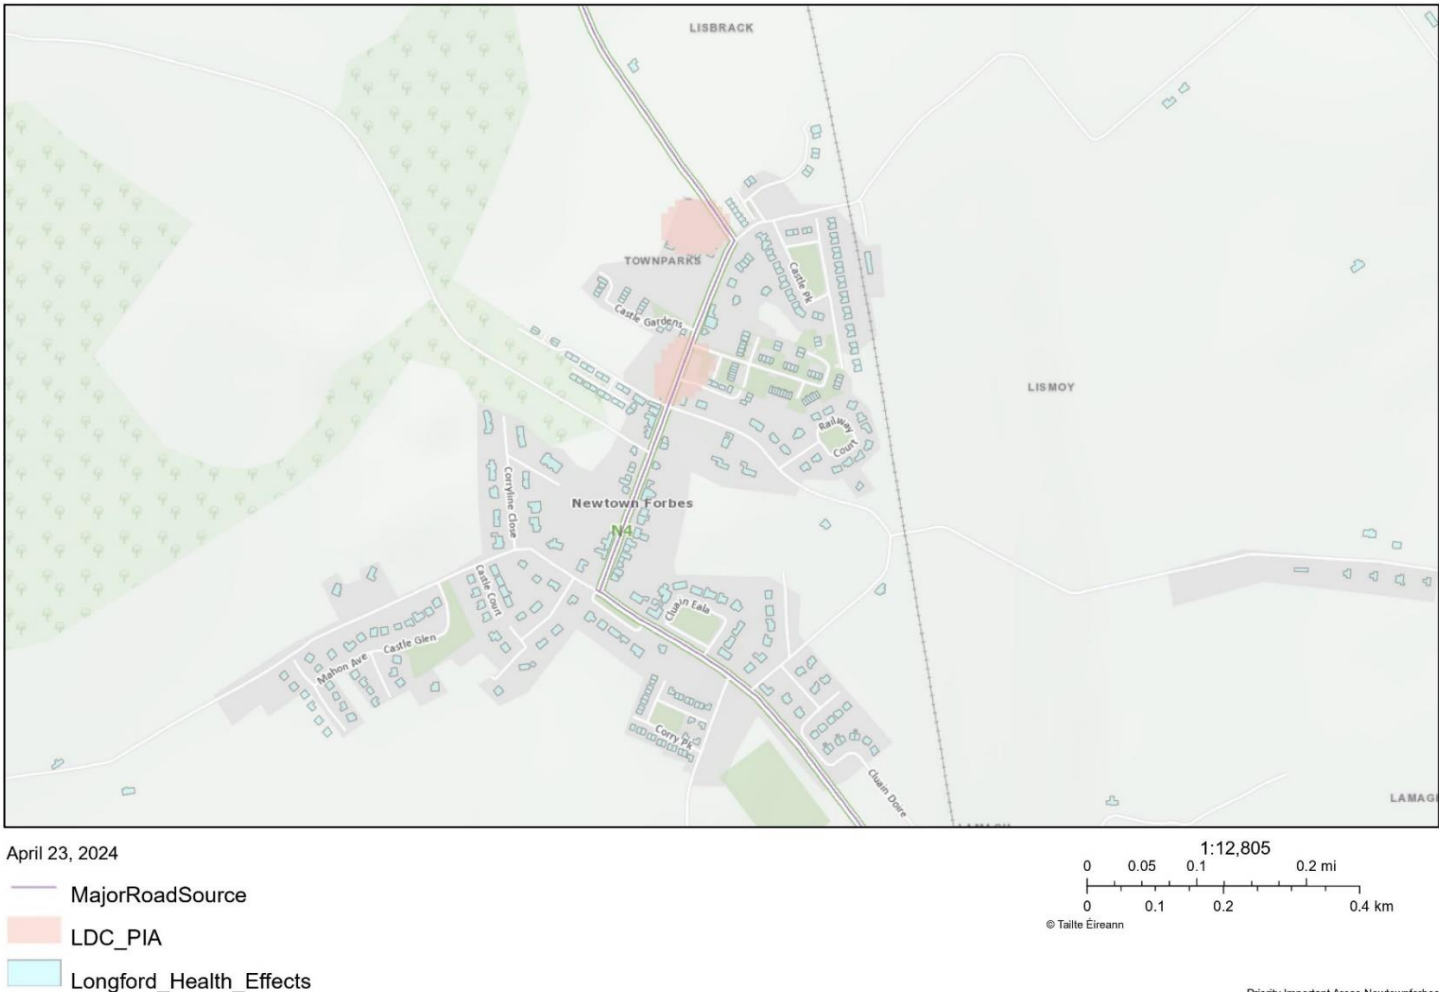 LISBRACK
TOWNPARKS
Castle Pk
Castle Gardens
LISMOY
Railway
Court
Corryline Close
Newtown Forbes
N4
Castle Court
Cluain Eala
Castle Glen
Mahon Ave
Corry Pk
Cluain Doire
LAMAG
April 23, 2024
MajorRoadSource
LDC_PIA
Longford_Health_Effects
1:12,805
0 0.05 0.1 0.2 mi
0 0.1 0.2 0.4 km
© Tailte Éireann